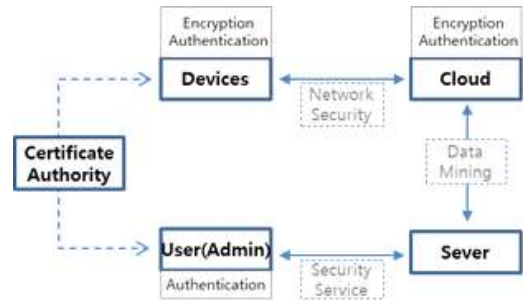 Encryption
Authentication
Devices
Encryption
Authentication
Cloud
Network
Security
Certificate
Authority
Data
Mining
User(Admin)
Authentication
Security
Service
Sever